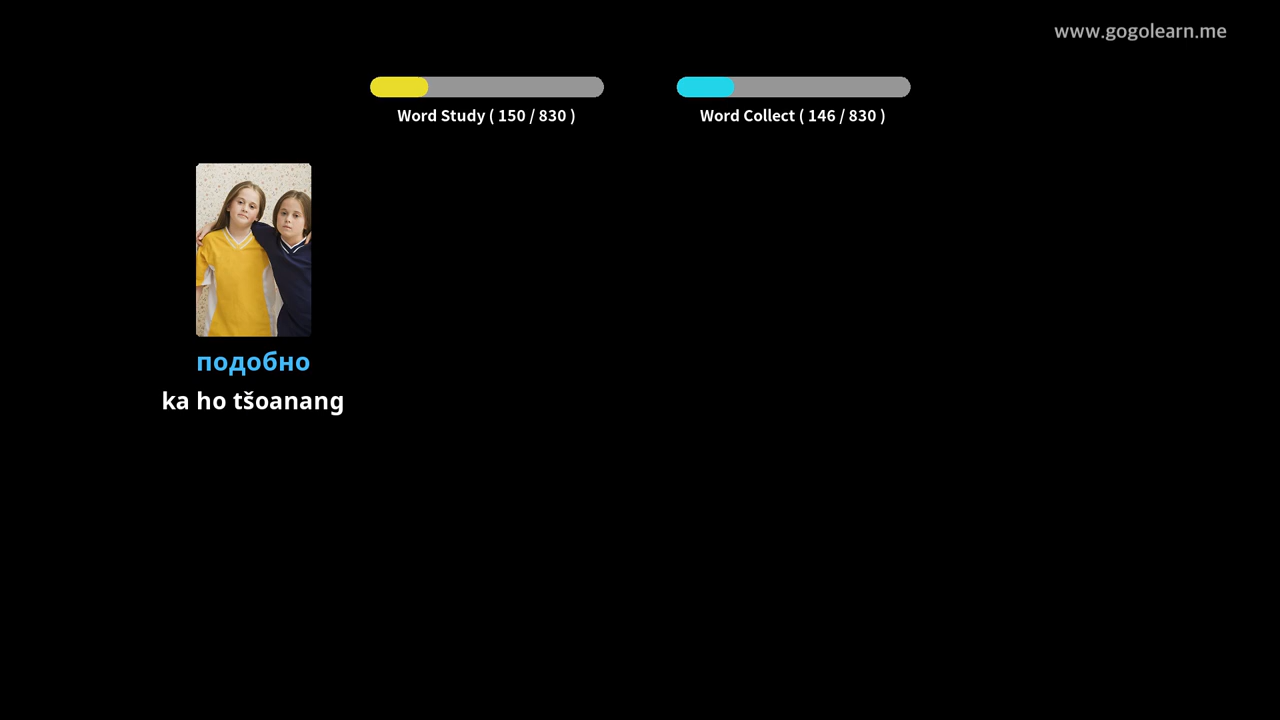 www.gogolearn.me
Word Study ( 150 / 830 )
Word Collect ( 146 / 830 )
подобно
ka ho tšoanang